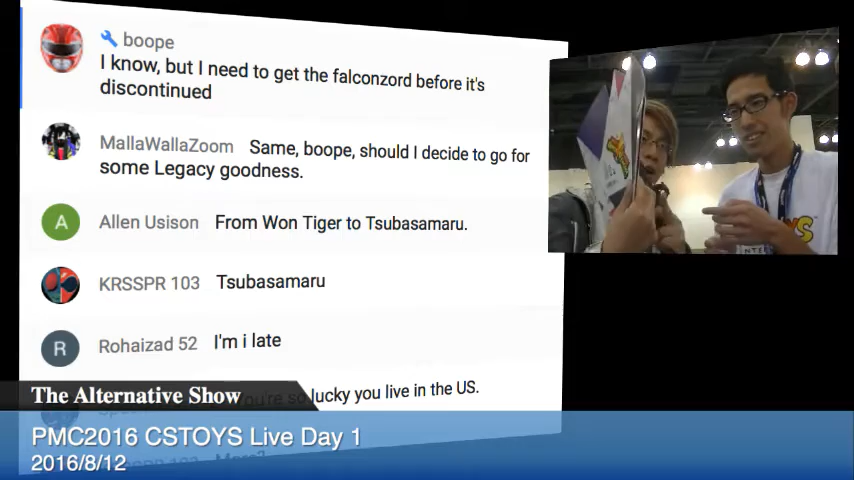 boope
I know, but I need to get the falconzord before it's
discontinued
MallaWallaZoom Same, boope, should I decide to go for
some Legacy goodness.
A Allen Usison From Won Tiger to Tsubasamaru.
KRSSPR 103 Tsubasamaru
R Rohaizad 52 I'm i late
You're so lucky you live in the US.
The Alternative Show
PMC2016 CSTOYS Live Day 1
2016/8/12